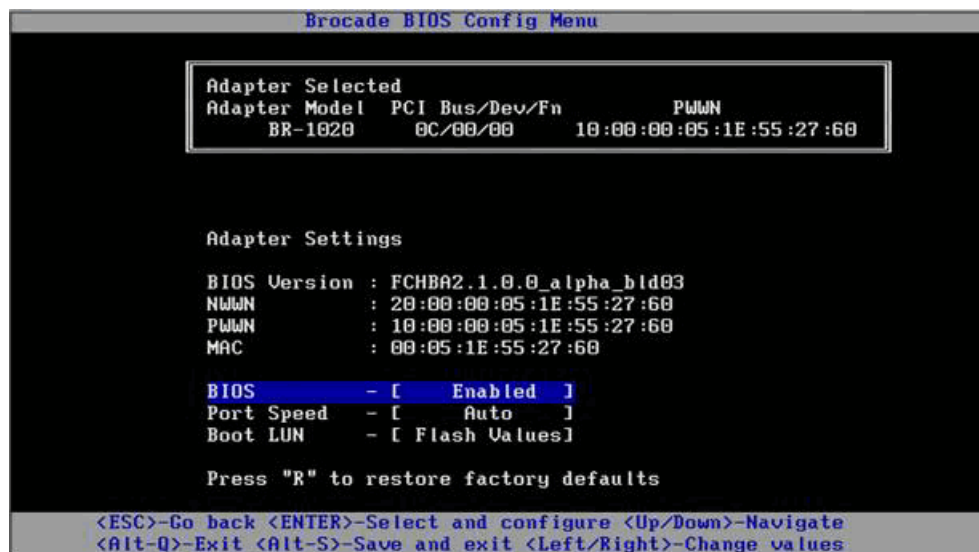 Brocade BIOS Config Menu
Adapter Selected
Adapter Model PCI Bus/Dev/Fn PWWN
BR-1020 0C/00/00 10:00:00:05:1E:55:27:60
Adapter Settings
BIOS Version : FCHBA2.1.0.0_alpha_bld03
NWWN : 20:00:00:05:1E:55:27:60
PWWN : 10:00:00:05:1E:55:27:60
MAC : 00:05:1E:55:27:60
BIOS - [ Enabled ]
Port Speed - [ Auto ]
Boot LUN - [ Flash Values]
Press "R" to restore factory defaults
<ESC>-Go back <ENTER>-Select and configure <Up/Down>-Navigate
<Alt-Q>-Exit <Alt-S>-Save and exit <Left/Right>-Change values